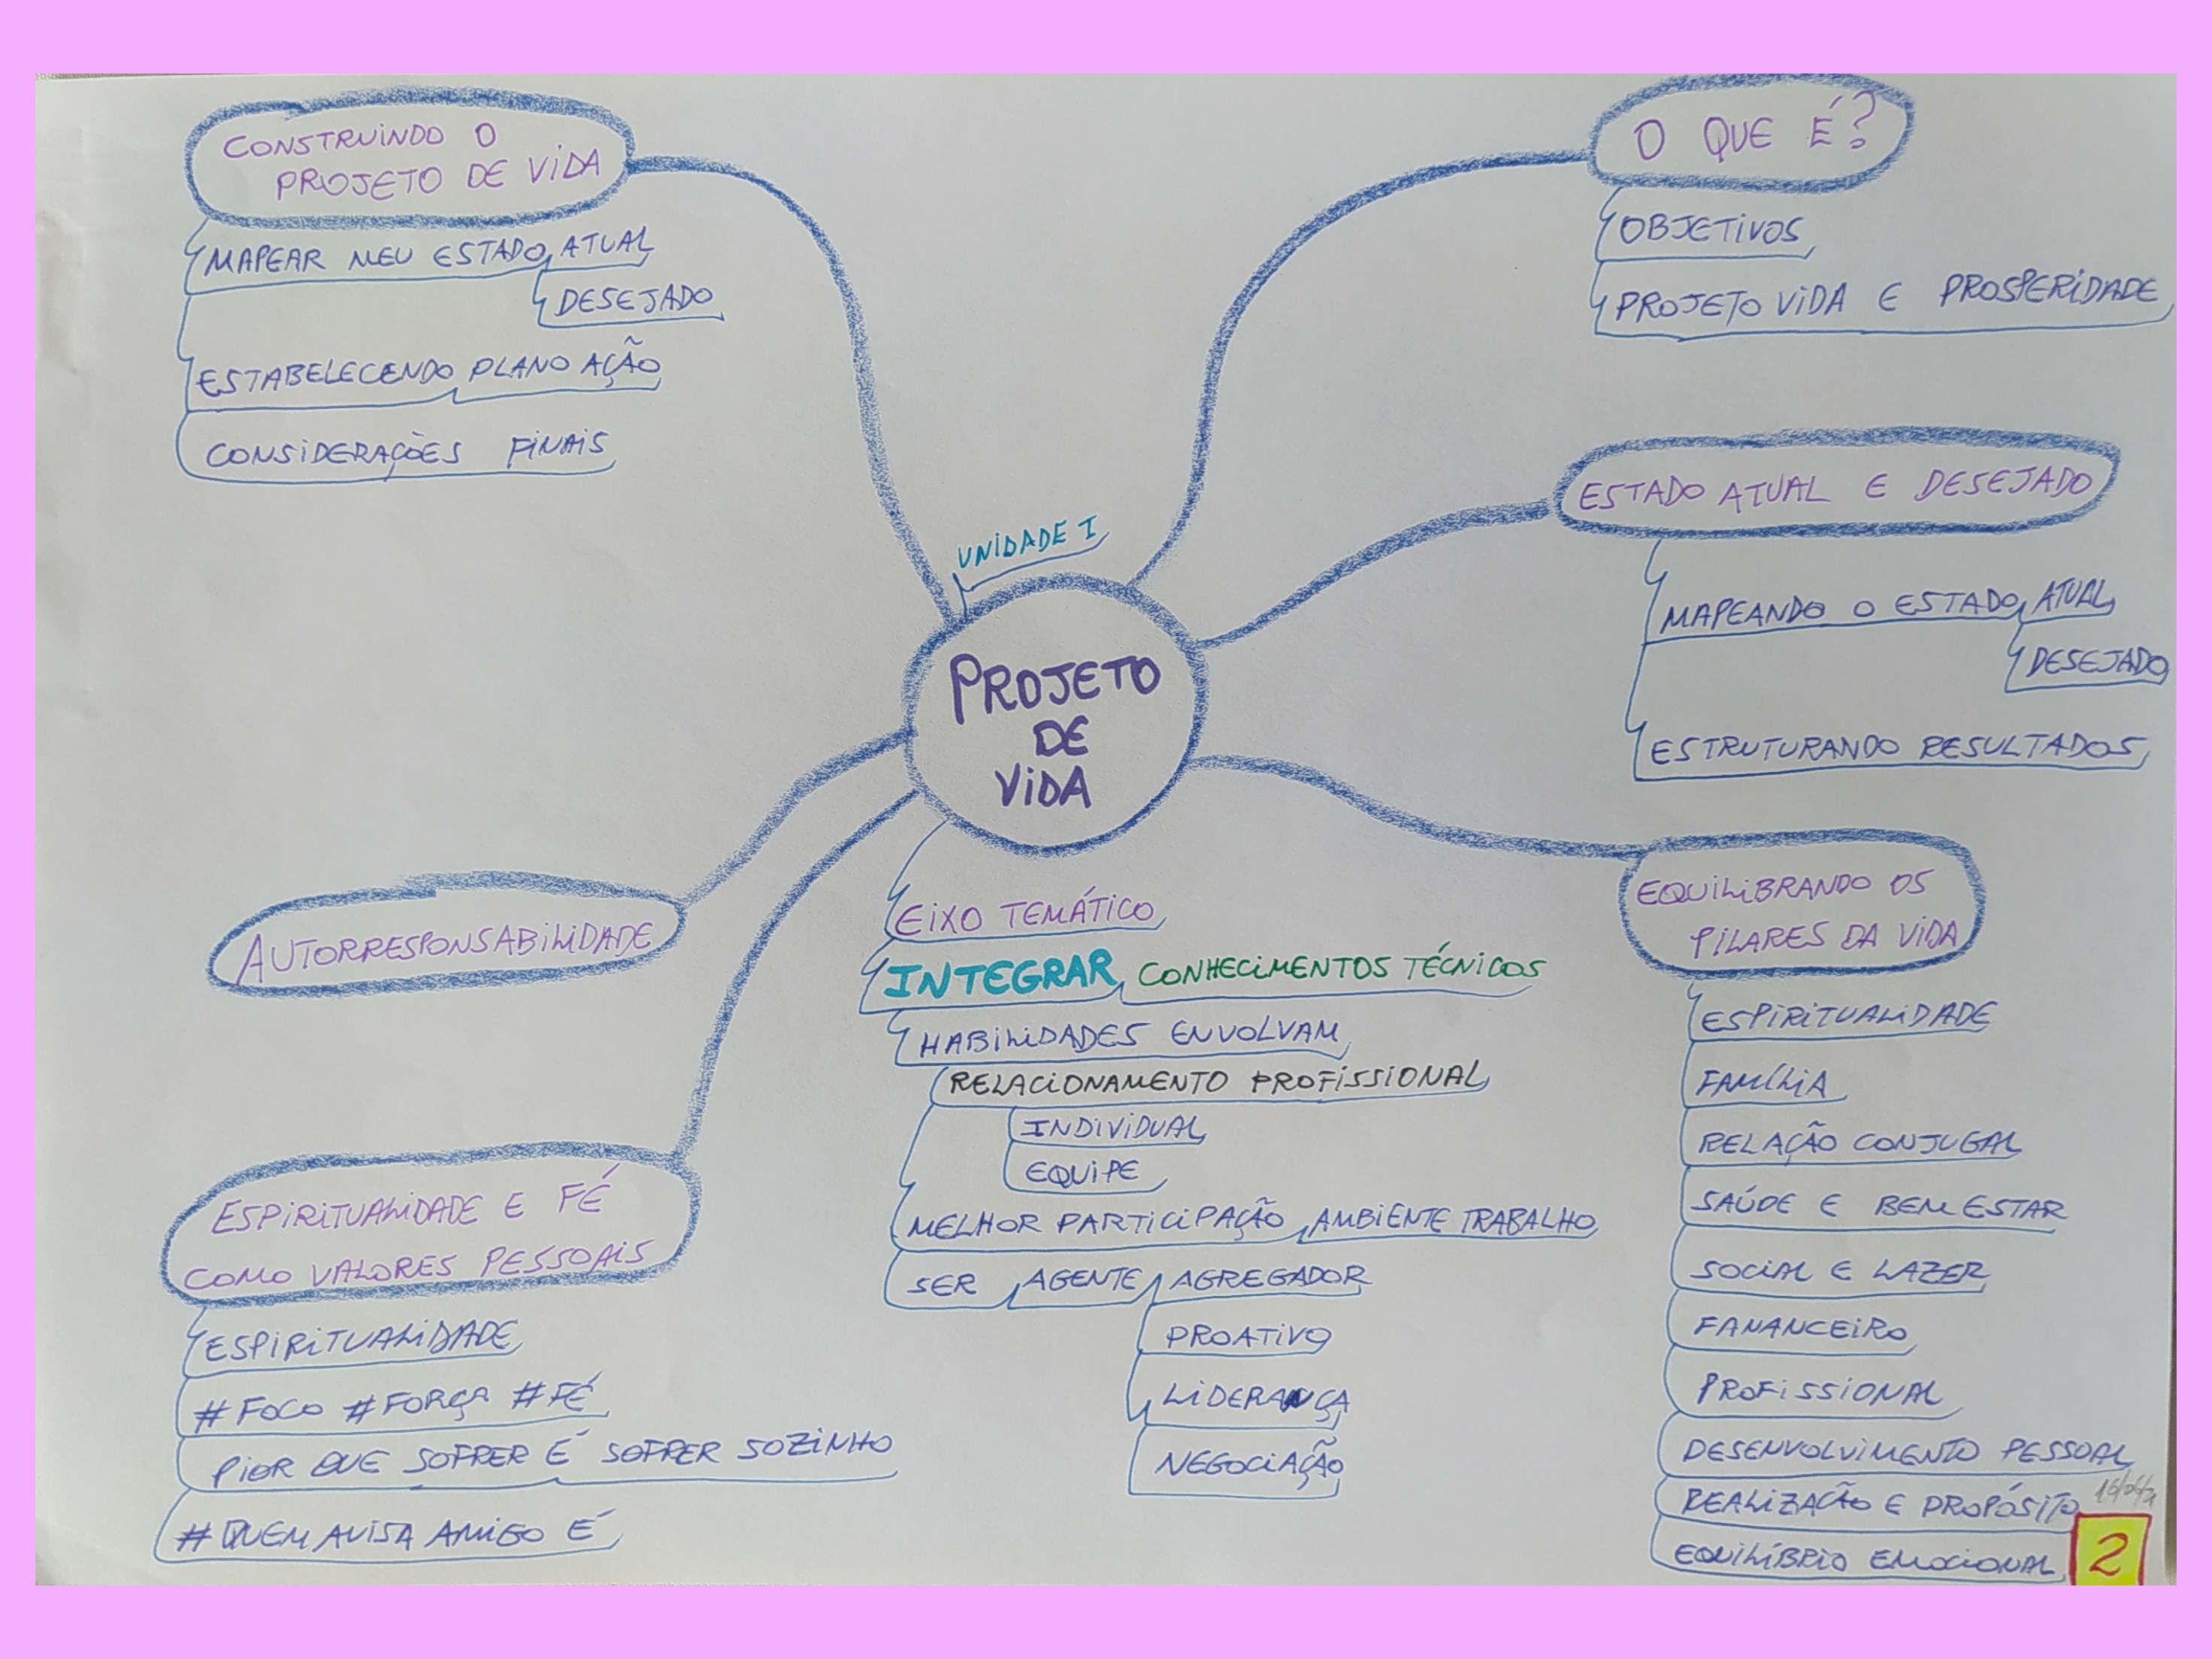 CONSTRUINDO O
PROJETO DE VIDA
MAPEAR MEU ESTADO ATUAL
DESEJADO
ESTABELECENDO PLANO AÇÃO
CONSIDERAÇÕES FINAIS
O QUE É?
OBJETIVOS
PROJETO VIDA E PROSPERIDADE
ESTADO ATUAL E DESEJADO
MAPEANDO O ESTADO ATUAL
DESEJADO
ESTRUTURANDO RESULTADOS
UNIDADE I
PROJETO
DE
VIDA
EQUILIBRANDO OS
PILARES DA VIDA
ESPIRITUALIDADE
FAMÍLIA
RELAÇÃO CONJUGAL
SAÚDE E BEM ESTAR
SOCIAL E LAZER
FANANCEIRO
PROFISSIONAL
DESENVOLVIMENTO PESSOAL
REALIZAÇÃO E PROPÓSITO
EQUILÍBRIO EMOCIONAL
2
EIXO TEMÁTICO
INTEGRAR CONHECIMENTOS TÉCNICOS
HABILIDADES ENVOLVAM
RELACIONAMENTO PROFISSIONAL
INDIVIDUAL
EQUIPE
MELHOR PARTICIPAÇÃO AMBIENTE TRABALHO
SER AGENTE AGREGADOR
PROATIVO
LIDERANÇA
NEGOCIAÇÃO
AUTORRESPONSABILIDADE
ESPIRITUALIDADE E FÉ
COMO VALORES PESSOAIS
ESPIRITUALIDADE
#FOCO #FORÇA #FÉ
PIOR QUE SOFRER É SOFRER SOZINHO
#QUEM AVISA AMIGO É